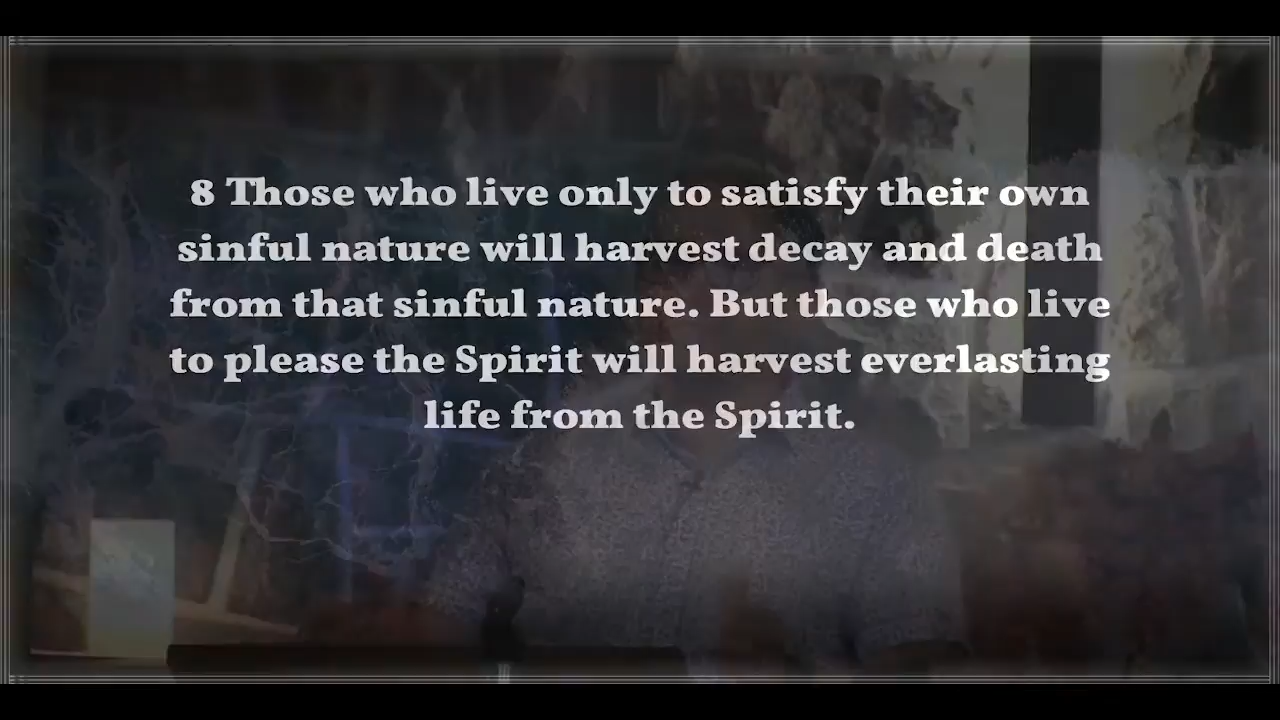 8 Those who live only to satisfy their own
sinful nature will harvest decay and death
from that sinful nature. But those who live
to please the Spirit will harvest everlasting
life from the Spirit.